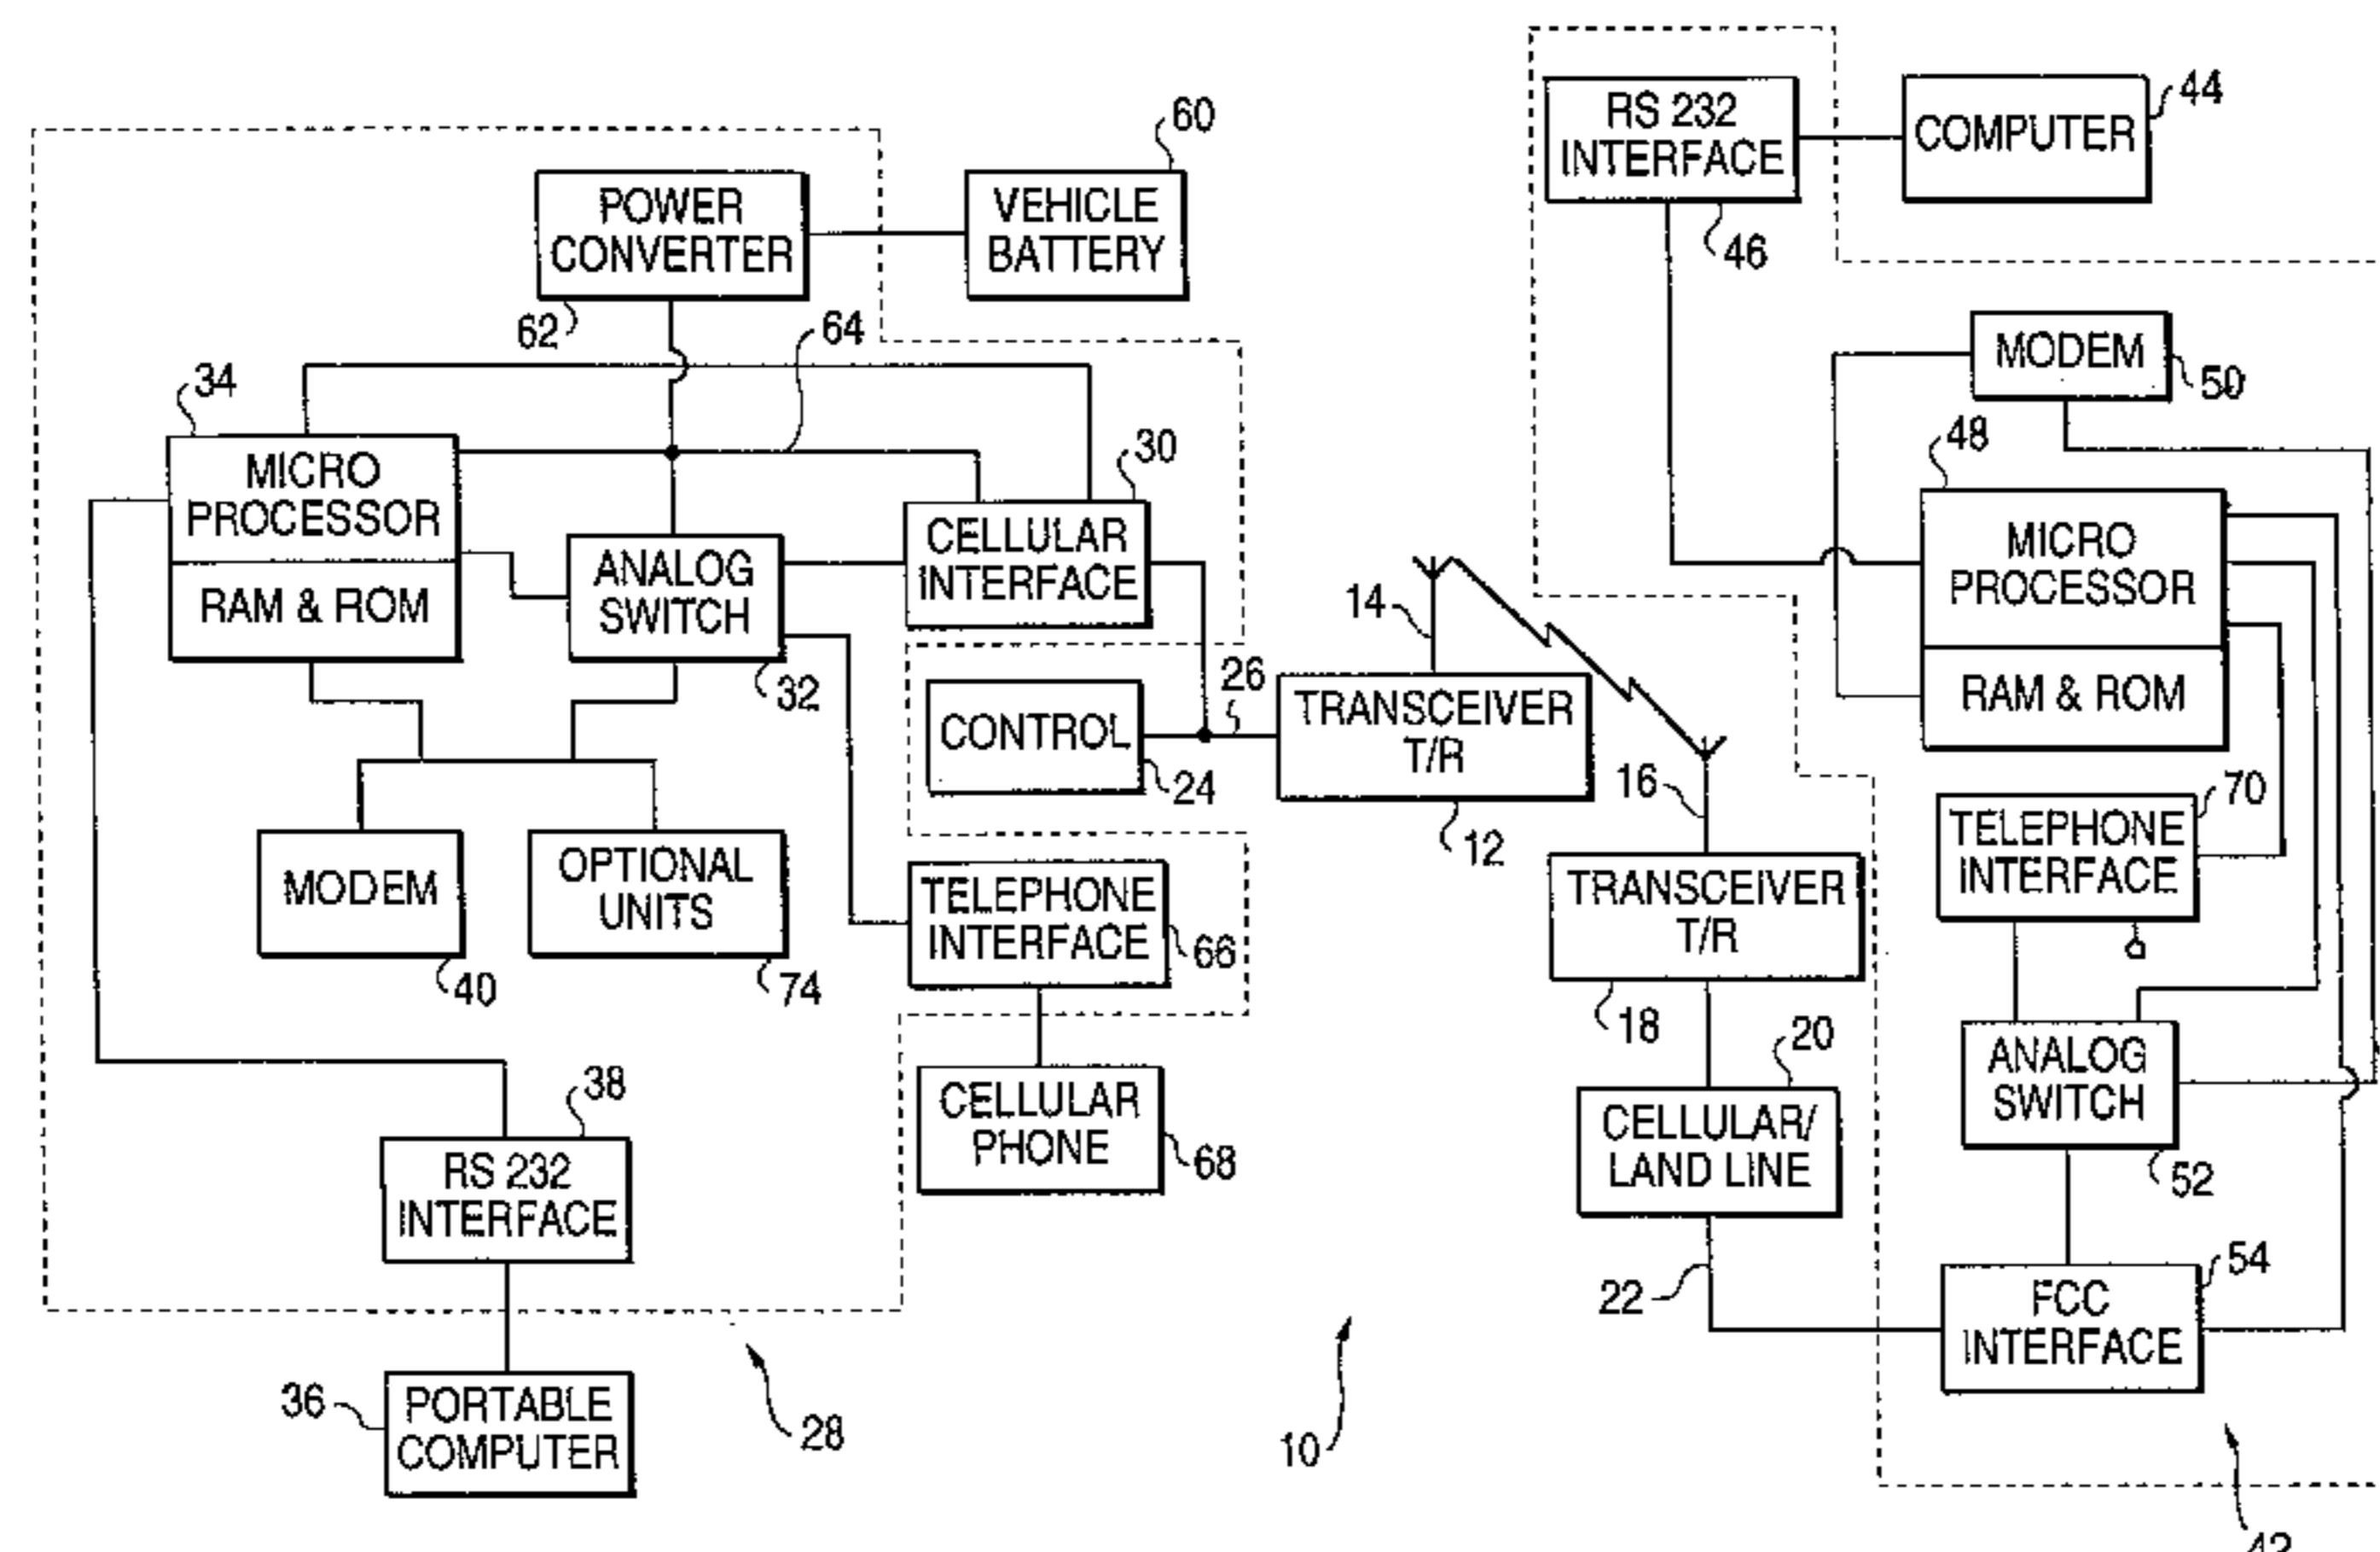 60
POWER
CONVERTER
VEHICLE
BATTERY
62
64
34
MICRO
PROCESSOR
RAM & ROM
30
CELLULAR
INTERFACE
ANALOG
SWITCH
32
CONTROL
24
26
14
TRANSCEIVER
T/R
12
MODEM
40
OPTIONAL
UNITS
74
TELEPHONE
INTERFACE
66
CELLULAR
PHONE
68
38
RS 232
INTERFACE
36
PORTABLE
COMPUTER
28
10
16
TRANSCEIVER
T/R
18
20
CELLULAR/
LAND LINE
22
RS 232
INTERFACE
46
COMPUTER
44
MODEM
50
48
MICRO
PROCESSOR
RAM & ROM
70
TELEPHONE
INTERFACE
ANALOG
SWITCH
52
54
FCC
INTERFACE
42